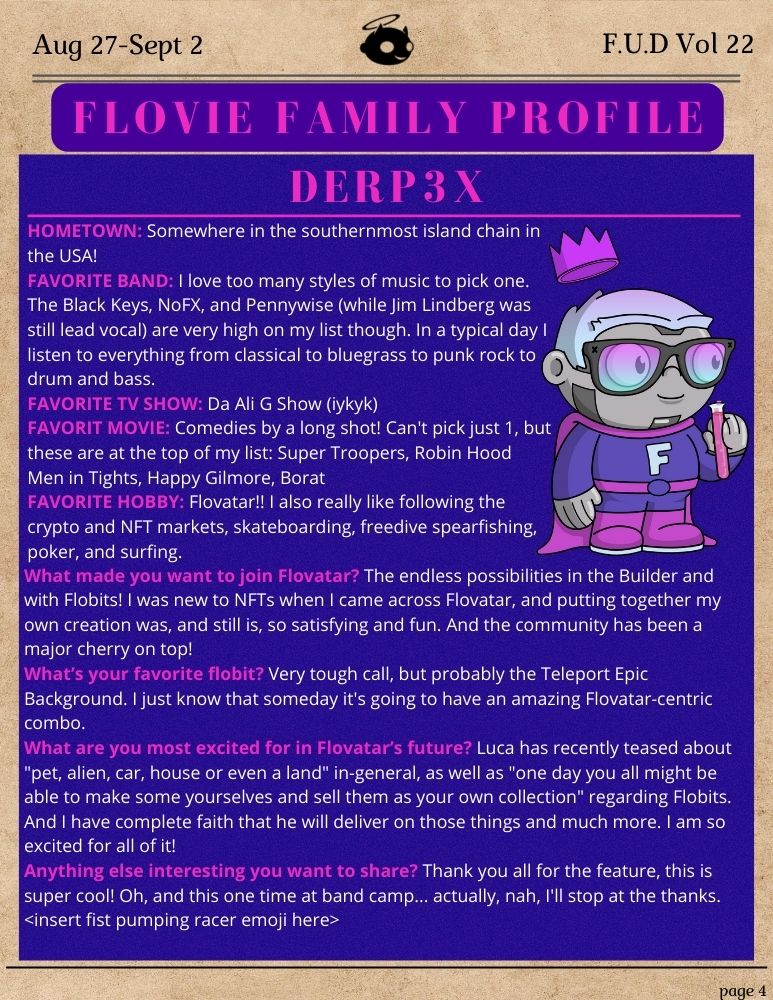 Aug 27-Sept 2
F.U.D Vol 22
FLOVIE FAMILY PROFILE
DERP3X
HOMETOWN: Somewhere in the southernmost island chain in
the USA!
FAVORITE BAND: I love too many styles of music to pick one.
The Black Keys, NoFX, and Pennywise (while Jim Lindberg was
still lead vocal) are very high on my list though. In a typical day I
listen to everything from classical to bluegrass to punk rock to
drum and bass.
FAVORITE TV SHOW: Da Ali G Show (iykyk)
FAVORIT MOVIE: Comedies by a long shot! Can't pick just 1, but
these are at the top of my list: Super Troopers, Robin Hood
Men in Tights, Happy Gilmore, Borat
FAVORITE HOBBY: Flovatar!! I also really like following the
crypto and NFT markets, skateboarding, freedive spearfishing,
poker, and surfing.
F
What made you want to join Flovatar? The endless possibilities in the Builder and
with Flobits! I was new to NFTs when I came across Flovatar, and putting together my
own creation was, and still is, so satisfying and fun. And the community has been a
major cherry on top!
What's your favorite flobit? Very tough call, but probably the Teleport Epic
Background. I just know that someday it's going to have an amazing Flovatar-centric
combo.
What are you most excited for in Flovatar's future? Luca has recently teased about
"pet, alien, car, house or even a land" in-general, as well as "one day you all might be
able to make some yourselves and sell them as your own collection" regarding Flobits.
And I have complete faith that he will deliver on those things and much more. I am so
excited for all of it!
Anything else interesting you want to share? Thank you all for the feature, this is
super cool! Oh, and this one time at band camp... actually, nah, I'll stop at the thanks.
<insert fist pumping racer emoji here>
page 4